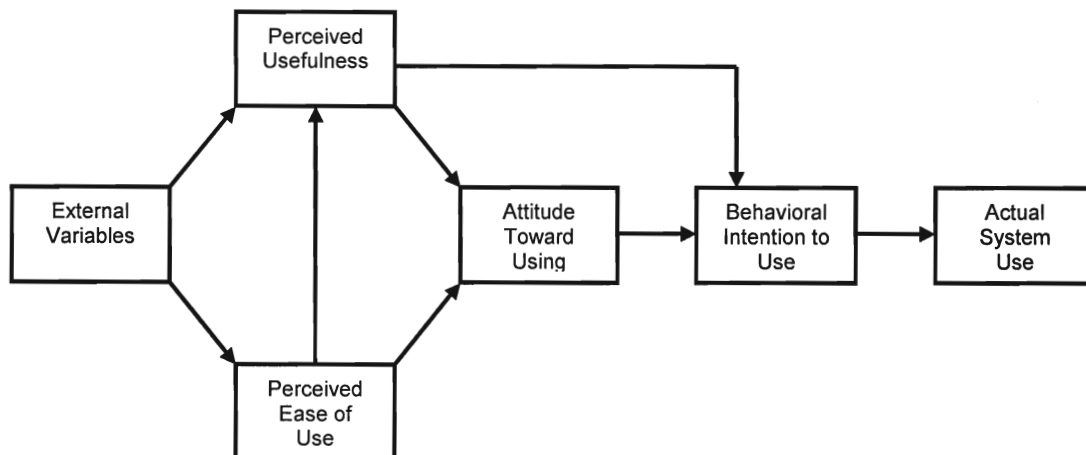 Perceived
Usefulness
External
Variables
Attitude
Toward
Using
Behavioral
Intention to
Use
Actual
System
Use
Perceived
Ease of
Use